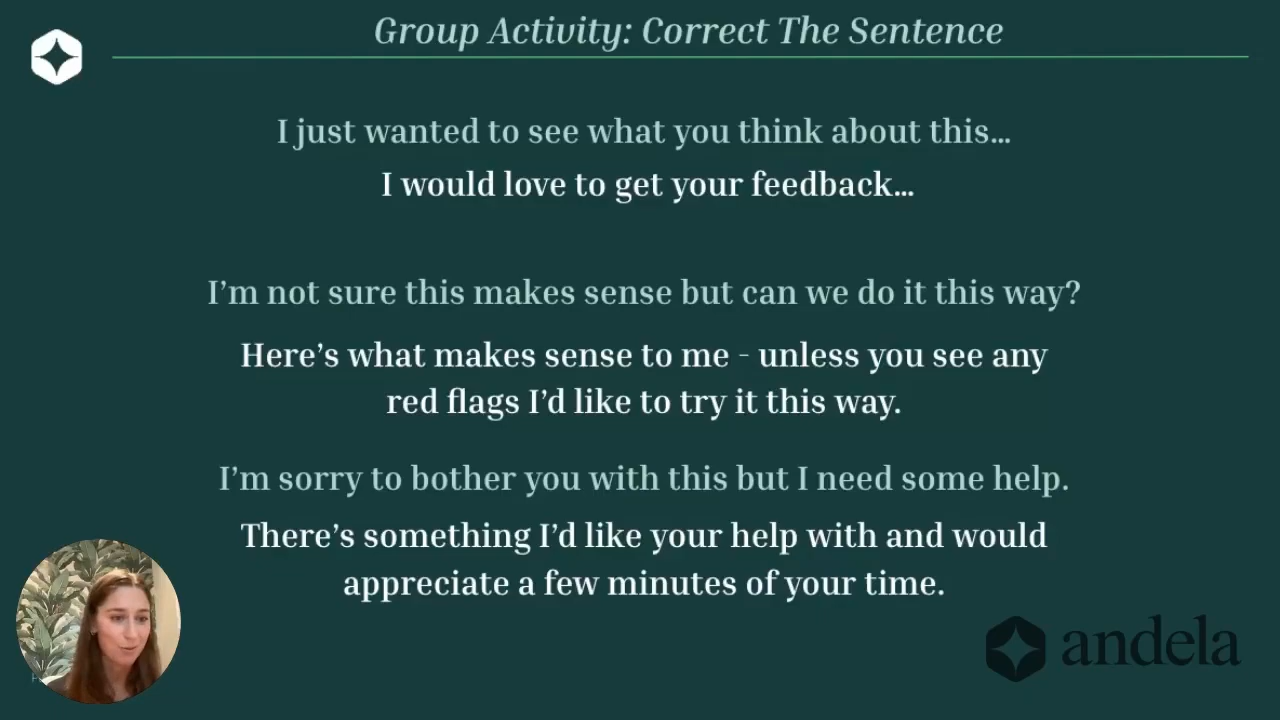 Group Activity: Correct The Sentence
I just wanted to see what you think about this...
I would love to get your feedback...
I’m not sure this makes sense but can we do it this way?
Here’s what makes sense to me - unless you see any
red flags I’d like to try it this way.
I’m sorry to bother you with this but I need some help.
There’s something I’d like your help with and would
appreciate a few minutes of your time.
andela